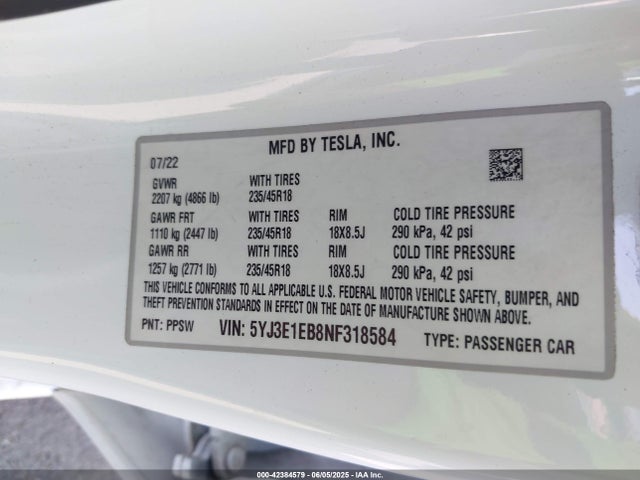 MFD BY TESLA, INC.
07/22
GVWR WITH TIRES
2207 kg (4866 lb) 235/45R18
GAWR FRT WITH TIRES RIM COLD TIRE PRESSURE
1110 kg (2447 lb) 235/45R18 18X8.5J 290 kPa, 42 psi
GAWR RR WITH TIRES RIM COLD TIRE PRESSURE
1257 kg (2771 lb) 235/45R18 18X8.5J 290 kPa, 42 psi
THIS VEHICLE CONFORMS TO ALL APPLICABLE U.S. FEDERAL MOTOR VEHICLE SAFETY, BUMPER, AND
THEFT PREVENTION STANDARDS IN EFFECT ON THE DATE OF MANUFACTURE SHOWN ABOVE.
PNT: PPSW VIN: 5YJ3E1EB8NF318584 TYPE: PASSENGER CAR
000-42384579 - 06/05/2025 - IAA Inc.